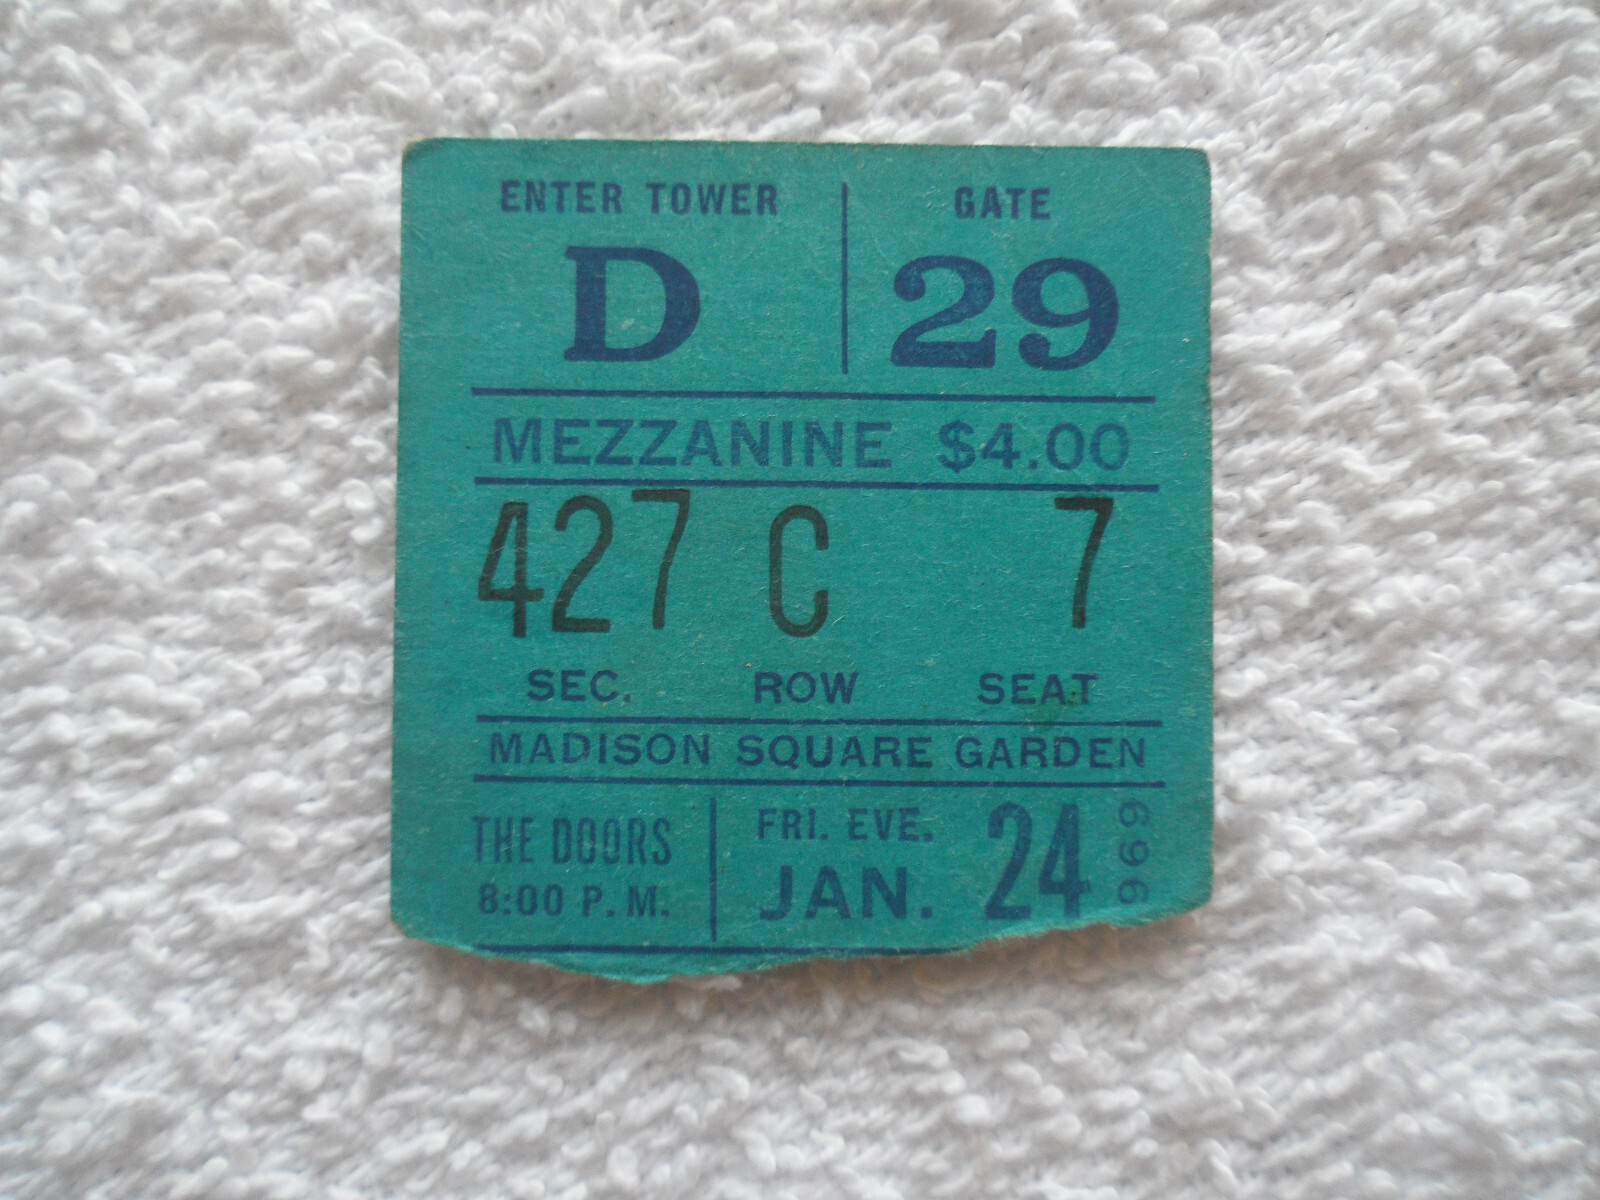 ENTER TOWER GATE
D 29
MEZZANINE $4.00
427 C 7
SEC. ROW SEAT
MADISON SQUARE GARDEN
THE DOORS FRI. EVE. JAN. 24
8:00 P.M.